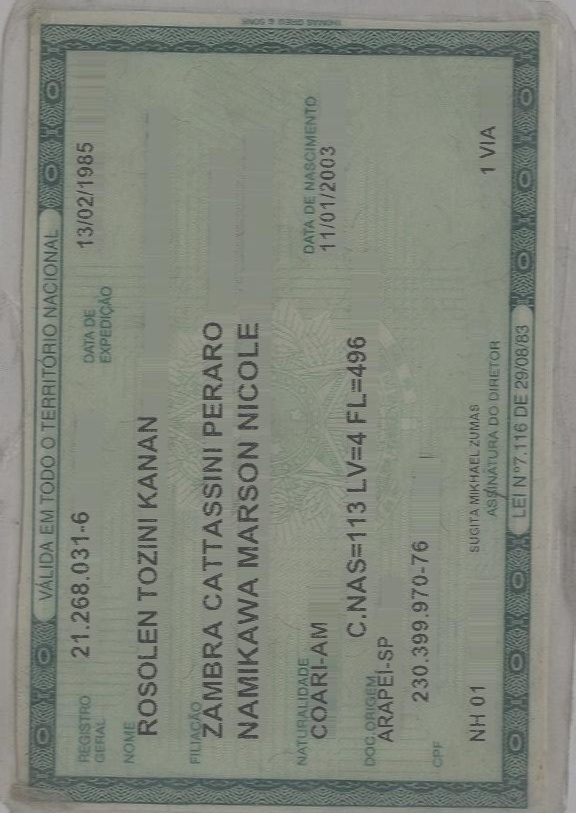 THOMAS GREG & SONS
VÁLIDA EM TODO O TERRITÓRIO NACIONAL
REGISTRO GERAL 21.268.031-6 DATA DE EXPEDIÇÃO 13/02/1985
NOME
ROSOLEN TOZINI KANAN
FILIAÇÃO
ZAMBRA CATTASSINI PERARO
NAMIKAWA MARSON NICOLE
NATURALIDADE DATA DE NASCIMENTO
COARI-AM 11/01/2003
DOC.ORIGEM C.NAS=113 LV=4 FL=496
ARAPEÍ-SP
CPF 230.399.970-76
NH 01 SUGITA MIKHAEL ZUMAS 1 VIA
ASSINATURA DO DIRETOR
LEI Nº7.116 DE 29/08/83